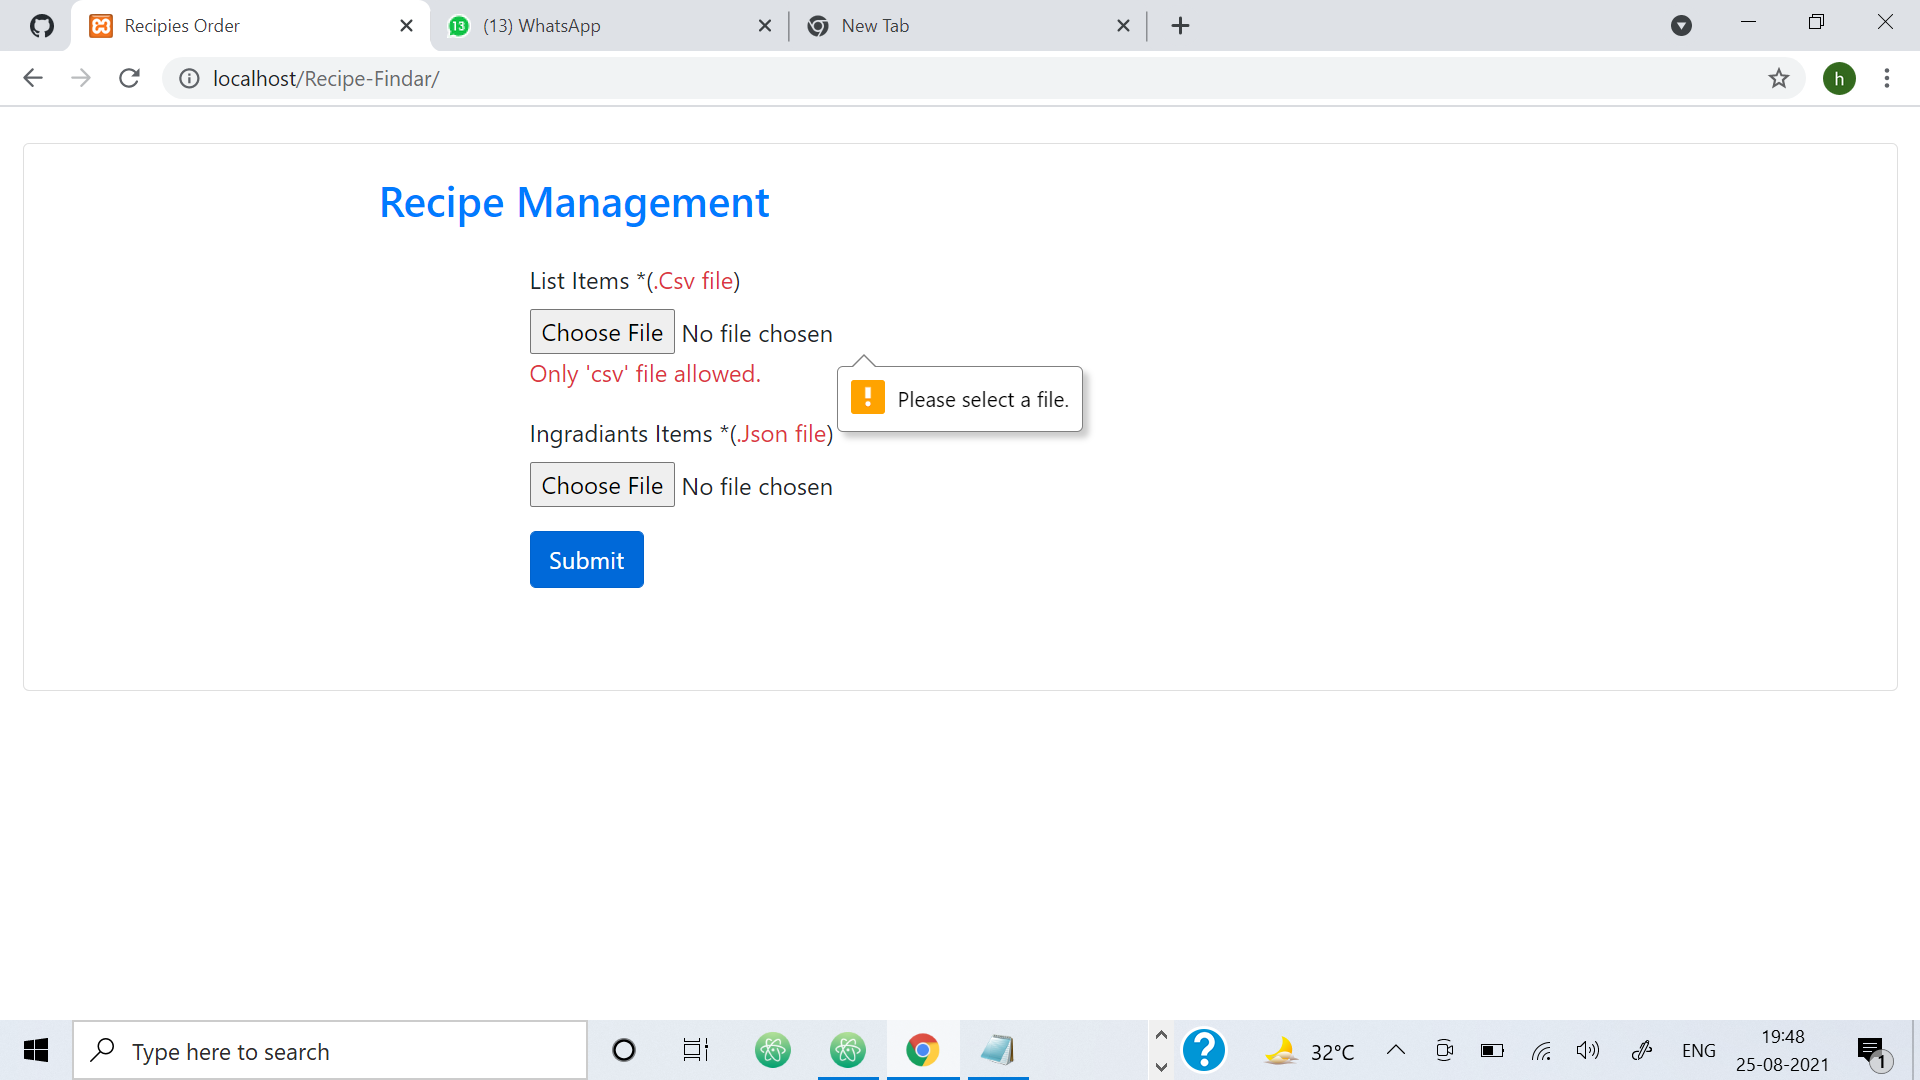 Recipies Order
13
(13) WhatsApp
New Tab
localhost/Recipe-Findar/
h
Recipe Management
List Items *(.Csv file)
Choose File No file chosen
Only 'csv' file allowed.
Please select a file.
Ingradiants Items *(.Json file)
Choose File No file chosen
Submit
Type here to search
32°C
ENG
19:48
25-08-2021
1